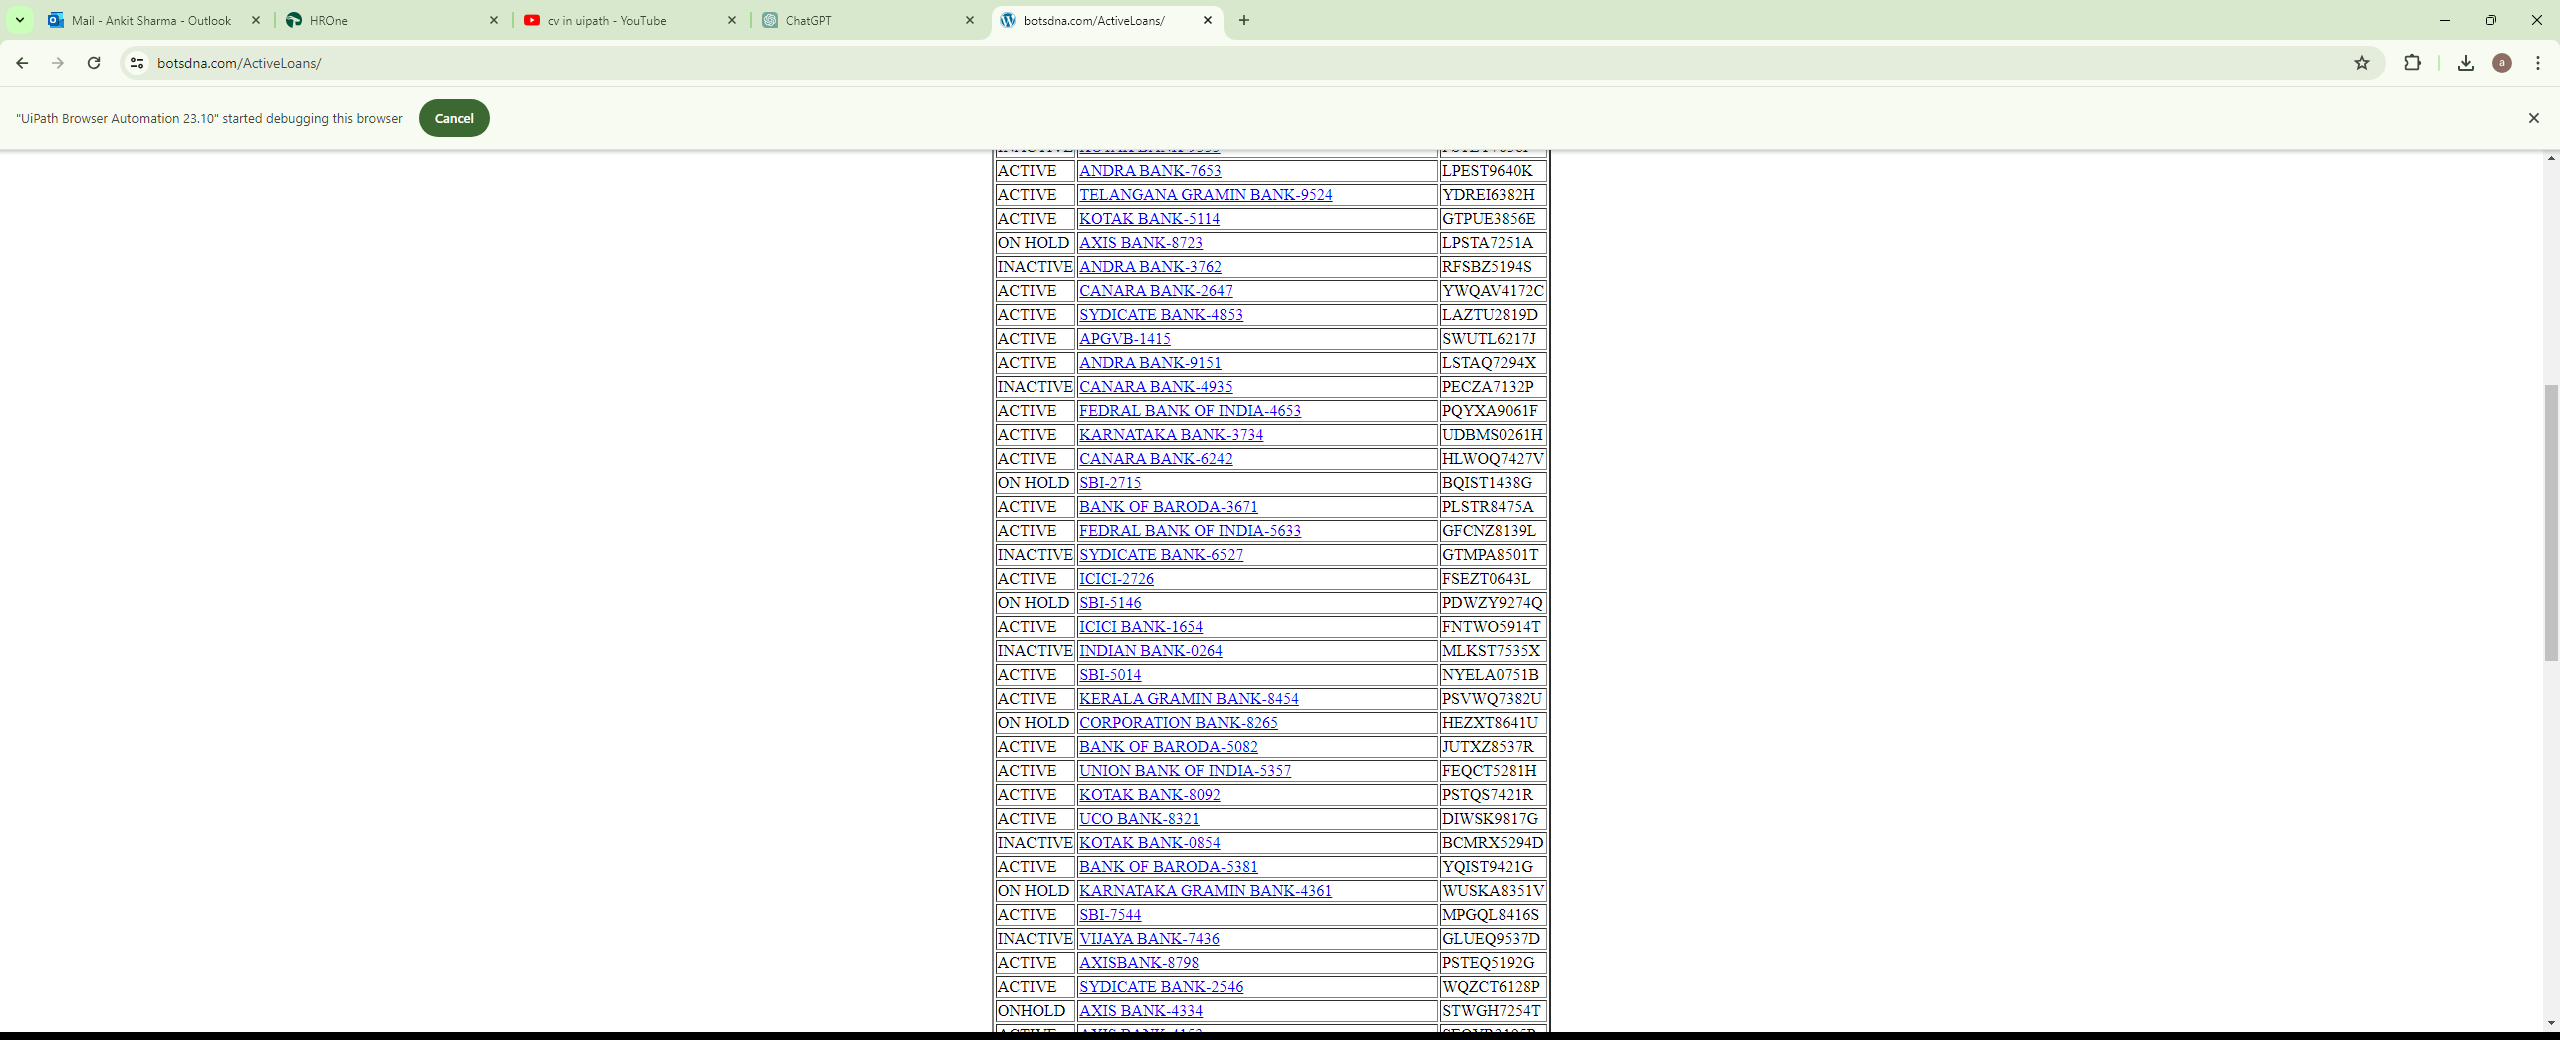 Mail - Ankit Sharma - Outlook
HROne
cv in uipath - YouTube
ChatGPT
botsdna.com/ActiveLoans/
botsdna.com/ActiveLoans/
a
"UiPath Browser Automation 23.10" started debugging this browser
Cancel
ACTIVE ANDRA BANK-7653 LPEST9640K
ACTIVE TELANGANA GRAMIN BANK-9524 YDREI6382H
ACTIVE KOTAK BANK-5114 GTPUE3856E
ON HOLD AXIS BANK-8723 LPSTA7251A
INACTIVE ANDRA BANK-3762 RFSBZ5194S
ACTIVE CANARA BANK-2647 YWQAV4172C
ACTIVE SYDICATE BANK-4853 LAZTU2819D
ACTIVE APGVB-1415 SWUTL6217J
ACTIVE ANDRA BANK-9151 LSTAQ7294X
INACTIVE CANARA BANK-4935 PECZA7132P
ACTIVE FEDRAL BANK OF INDIA-4653 PQYXA9061F
ACTIVE KARNATAKA BANK-3734 UDBMS0261H
ACTIVE CANARA BANK-6242 HLWOQ7427V
ON HOLD SBI-2715 BQIST1438G
ACTIVE BANK OF BARODA-3671 PLSTR8475A
ACTIVE FEDRAL BANK OF INDIA-5633 GFCNZ8139L
INACTIVE SYDICATE BANK-6527 GTMPA8501T
ACTIVE ICICI-2726 FSEZT0643L
ON HOLD SBI-5146 PDWZY9274Q
ACTIVE ICICI BANK-1654 FNTWO5914T
INACTIVE INDIAN BANK-0264 MLKST7535X
ACTIVE SBI-5014 NYELA0751B
ACTIVE KERALA GRAMIN BANK-8454 PSVWQ7382U
ON HOLD CORPORATION BANK-8265 HEZXT8641U
ACTIVE BANK OF BARODA-5082 JUTXZ8537R
ACTIVE UNION BANK OF INDIA-5357 FEQCT5281H
ACTIVE KOTAK BANK-8092 PSTQS7421R
ACTIVE UCO BANK-8321 DIWSK9817G
INACTIVE KOTAK BANK-0854 BCMRX5294D
ACTIVE BANK OF BARODA-5381 YQIST9421G
ON HOLD KARNATAKA GRAMIN BANK-4361 WUSKA8351V
ACTIVE SBI-7544 MPGQL8416S
INACTIVE VIJAYA BANK-7436 GLUEQ9537D
ACTIVE AXISBANK-8798 PSTEQ5192G
ACTIVE SYDICATE BANK-2546 WQZCT6128P
ONHOLD AXIS BANK-4334 STWGH7254T